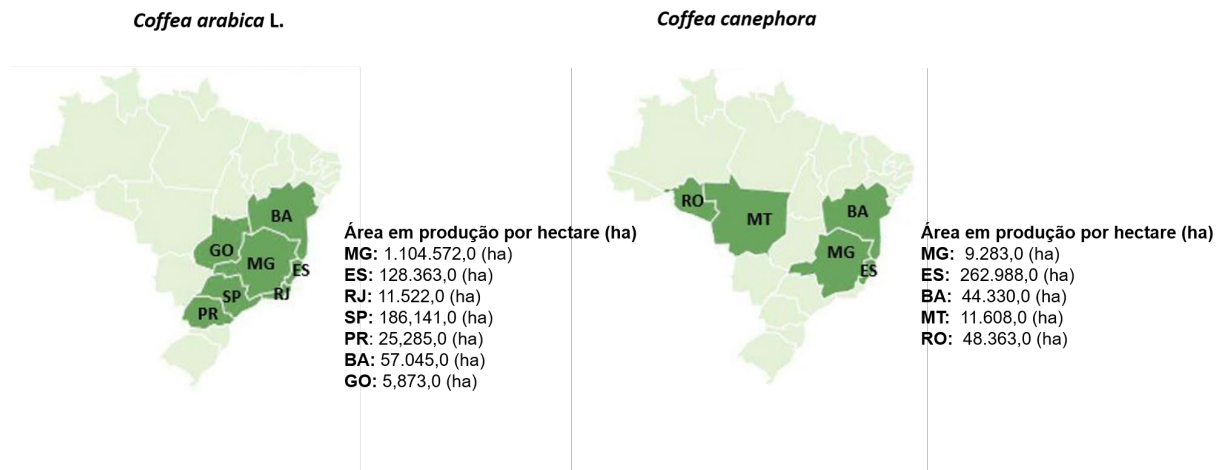 Coffea arabica L.
BA
GO
MG
ES
SP
RJ
PR
Área em produção por hectare (ha)
MG: 1.104.572,0 (ha)
ES: 128.363,0 (ha)
RJ: 11.522,0 (ha)
SP: 186,141,0 (ha)
PR: 25,285,0 (ha)
BA: 57.045,0 (ha)
GO: 5,873,0 (ha)
Coffea canephora
RO
MT
BA
MG
ES
Área em produção por hectare (ha)
MG: 9.283,0 (ha)
ES: 262.988,0 (ha)
BA: 44.330,0 (ha)
MT: 11.608,0 (ha)
RO: 48.363,0 (ha)